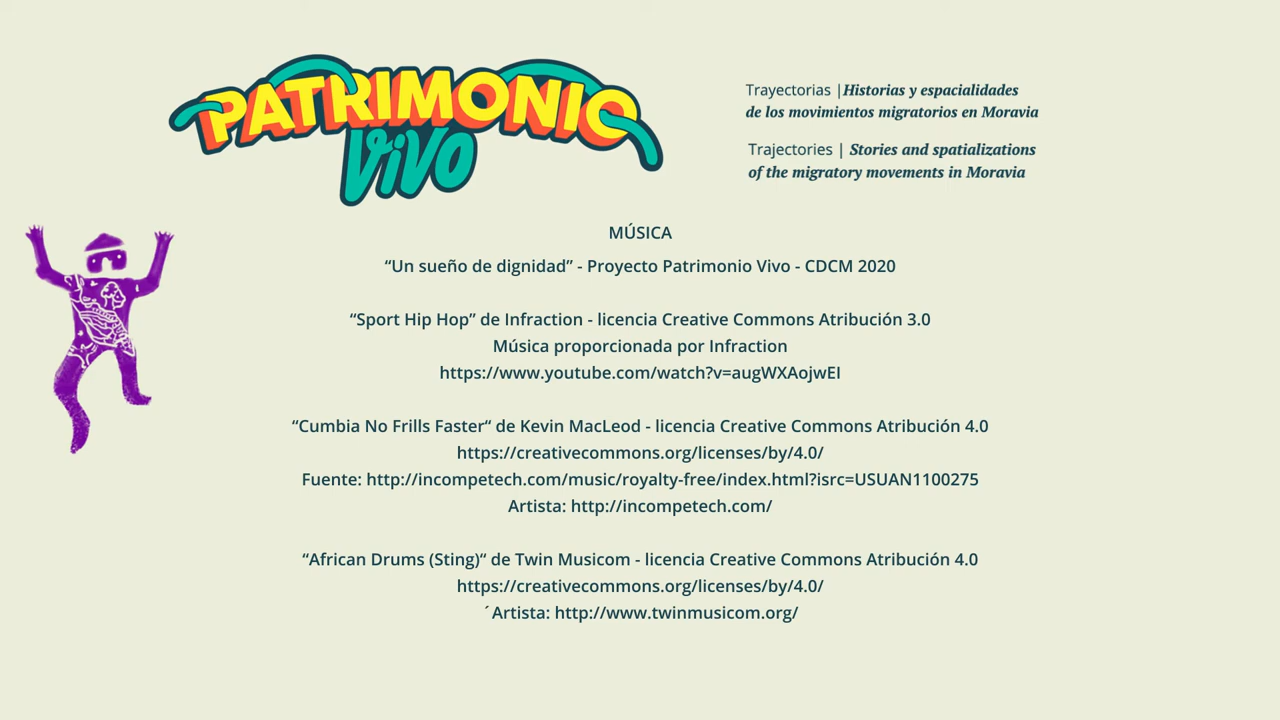 PATRIMONIO
Vivo
Trayectorias |Historias y espacialidades
de los movimientos migratorios en Moravia
Trajectories | Stories and spatializations
of the migratory movements in Moravia
MÚSICA
“Un sueño de dignidad” - Proyecto Patrimonio Vivo - CDCM 2020
“Sport Hip Hop” de Infraction - licencia Creative Commons Atribución 3.0
Música proporcionada por Infraction
https://www.youtube.com/watch?v=augWXAojwEI
“Cumbia No Frills Faster“ de Kevin MacLeod - licencia Creative Commons Atribución 4.0
https://creativecommons.org/licenses/by/4.0/
Fuente: http://incompetech.com/music/royalty-free/index.html?isrc=USUAN1100275
Artista: http://incompetech.com/
“African Drums (Sting)“ de Twin Musicom - licencia Creative Commons Atribución 4.0
https://creativecommons.org/licenses/by/4.0/
´Artista: http://www.twinmusicom.org/